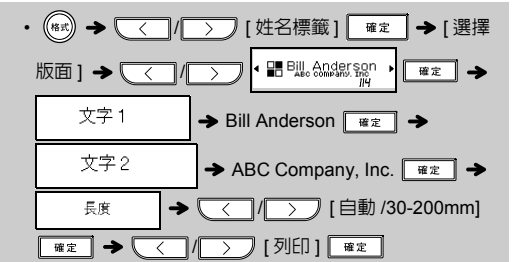 • 格式 ➔ < / > [ 姓名標籤 ] 確定 ➔ [ 選擇
版面 ] ➔ < / > Bill Anderson ABC Company, Inc 114 確定 ➔
文字 1 ➔ Bill Anderson 確定 ➔
文字 2 ➔ ABC Company, Inc. 確定 ➔
長度 ➔ < / > [ 自動 /30-200mm]
確定 ➔ < / > [ 列印 ] 確定